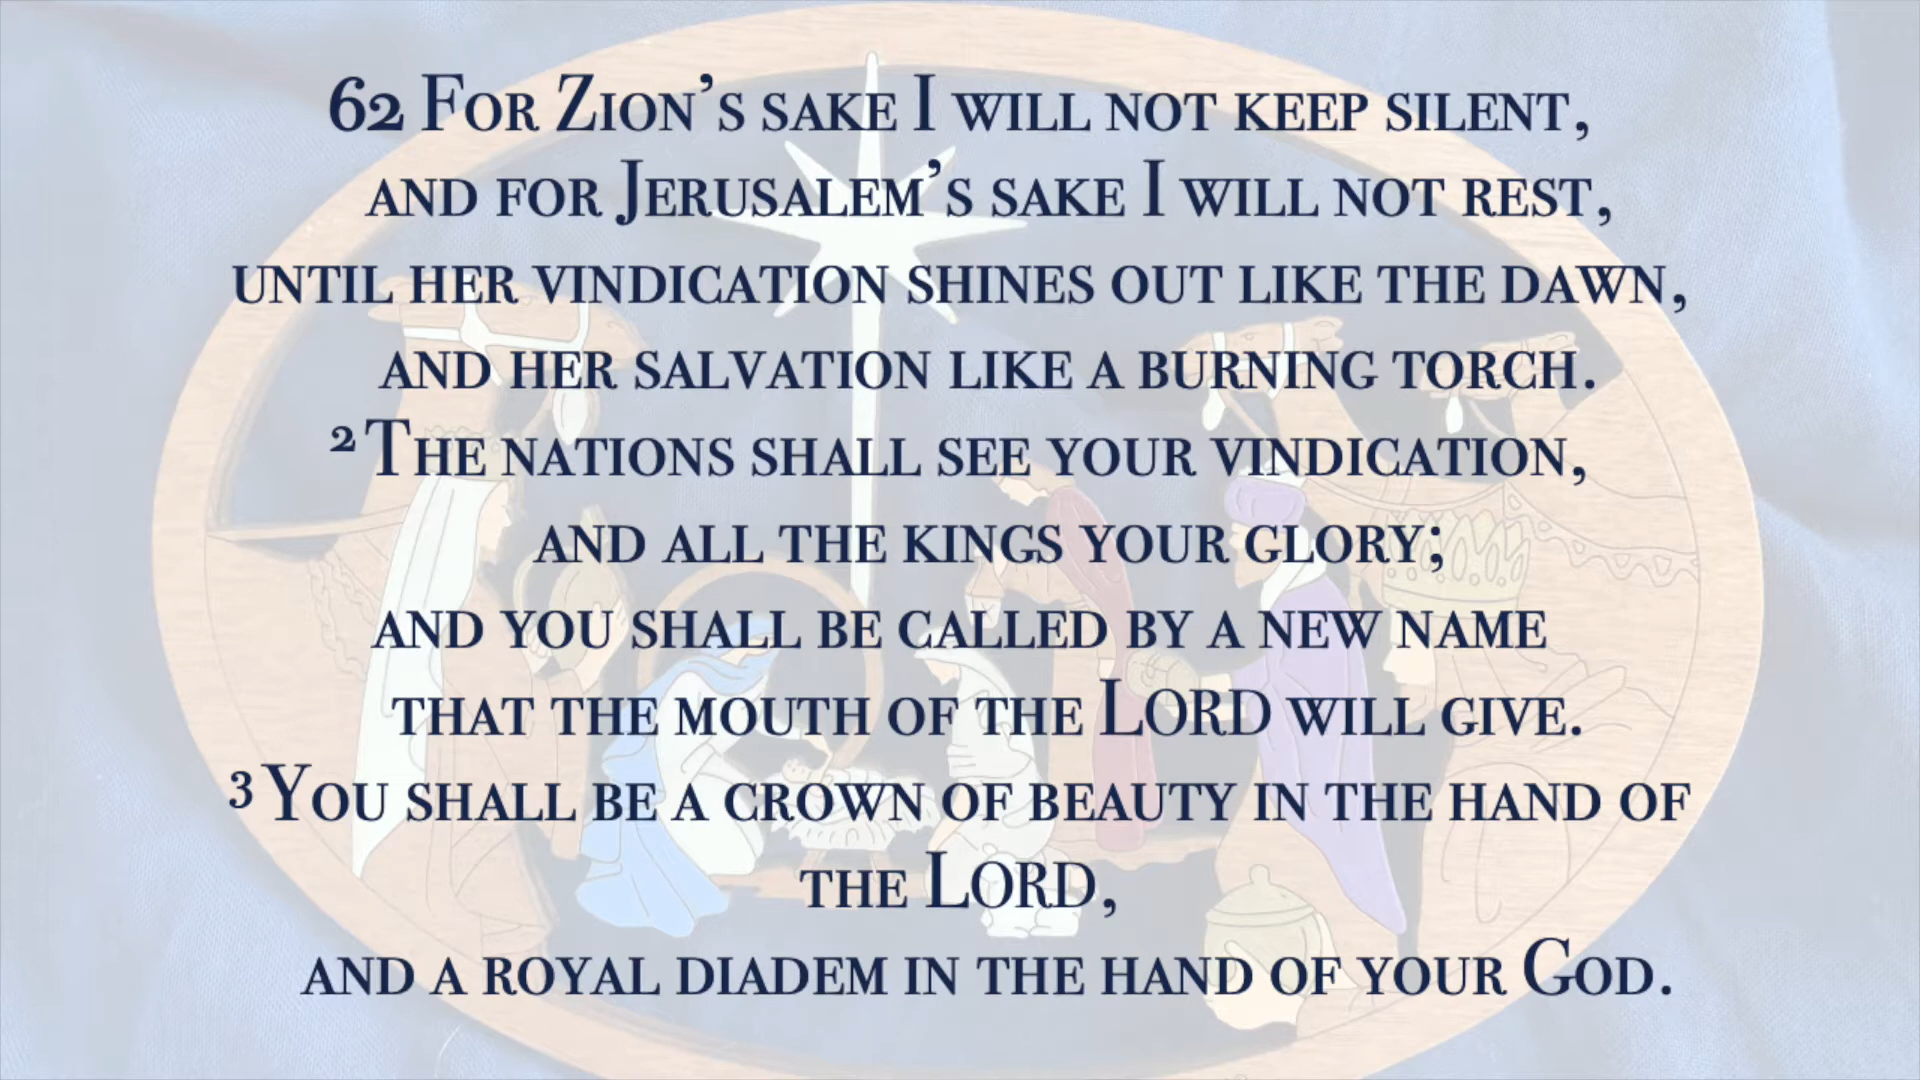 62 For Zion’s sake I will not keep silent,
and for Jerusalem’s sake I will not rest,
until her vindication shines out like the dawn,
and her salvation like a burning torch.
2 The nations shall see your vindication,
and all the kings your glory;
and you shall be called by a new name
that the mouth of the LORD will give.
3 You shall be a crown of beauty in the hand of
the LORD,
and a royal diadem in the hand of your God.